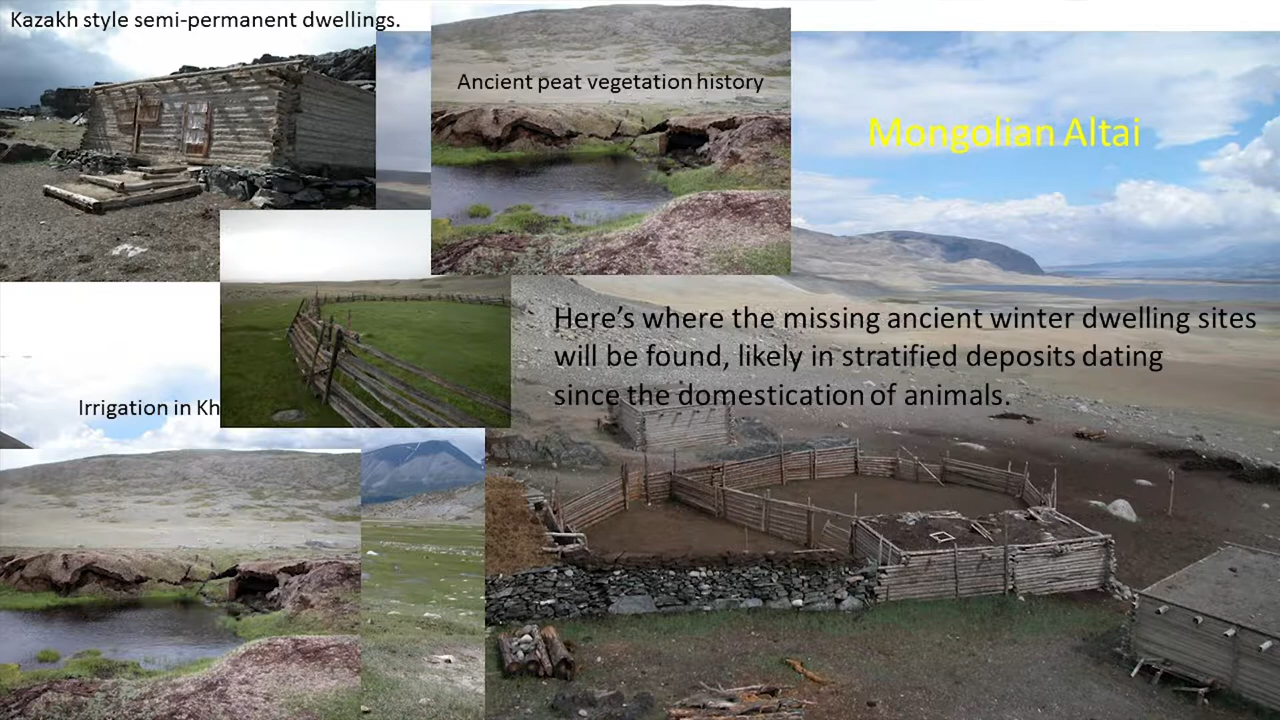 Kazakh style semi-permanent dwellings.
Ancient peat vegetation history
Mongolian Altai
Here’s where the missing ancient winter dwelling sites
will be found, likely in stratified deposits dating
since the domestication of animals.
Irrigation in Kh